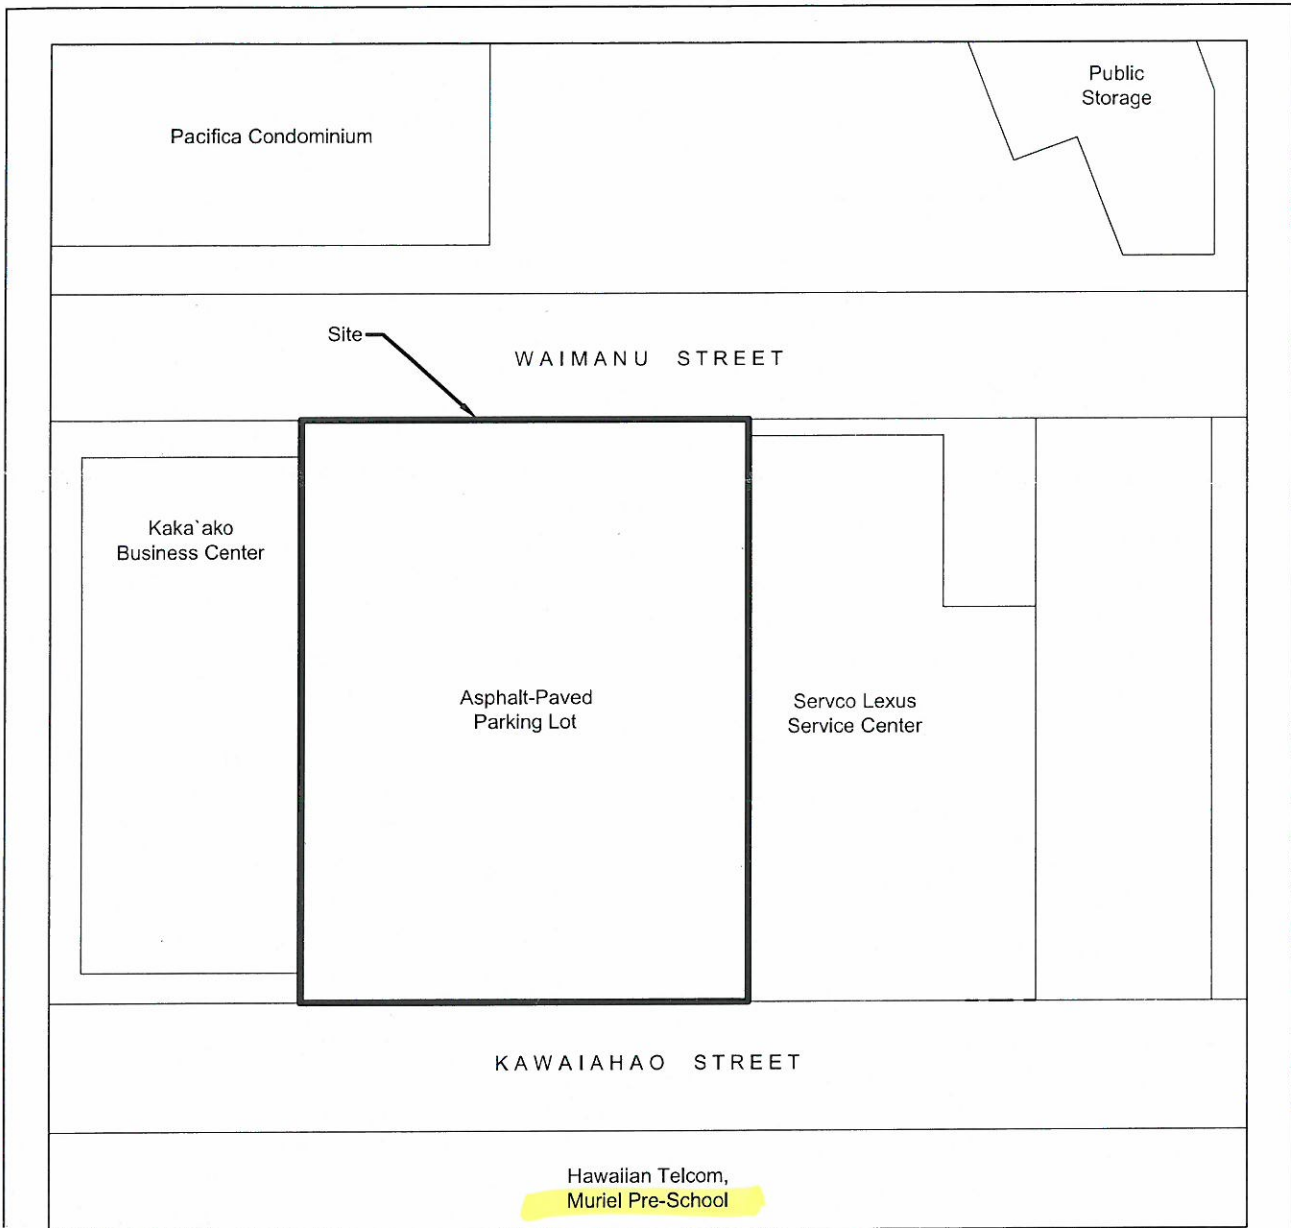 Pacifica Condominium
Public
Storage
Site
WAIMANU STREET
Kaka`ako
Business Center
Asphalt-Paved
Parking Lot
Servco Lexus
Service Center
KAWAIAHAO STREET
Hawaiian Telcom,
Muriel Pre-School